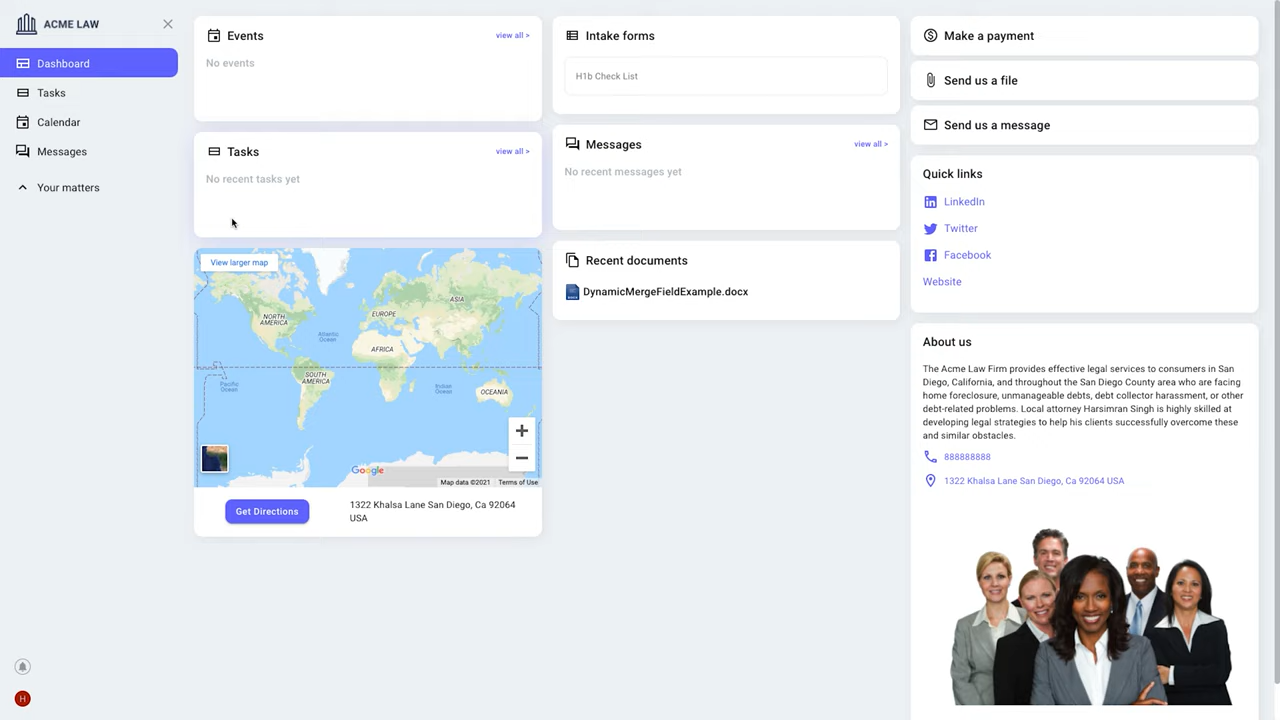 ACME LAW
Dashboard
Tasks
Calendar
Messages
Your matters
H
Events
view all >
No events
Tasks
view all >
No recent tasks yet
View larger map
NORTH
AMERICA
Atlantic
Ocean
EUROPE
ASIA
AFRICA
Pacific
Ocean
SOUTH
AMERICA
Indian
Ocean
OCEANIA
Google
Map data ©2021
Terms of Use
Get Directions
1322 Khalsa Lane San Diego, Ca 92064
USA
Intake forms
H1b Check List
Messages
view all >
No recent messages yet
Recent documents
DynamicMergeFieldExample.docx
Make a payment
Send us a file
Send us a message
Quick links
LinkedIn
Twitter
Facebook
Website
About us
The Acme Law Firm provides effective legal services to consumers in San
Diego, California, and throughout the San Diego County area who are facing
home foreclosure, unmanageable debts, debt collector harassment, or other
debt-related problems. Local attorney Harsimran Singh is highly skilled at
developing legal strategies to help his clients successfully overcome these
and similar obstacles.
888888888
1322 Khalsa Lane San Diego, Ca 92064 USA